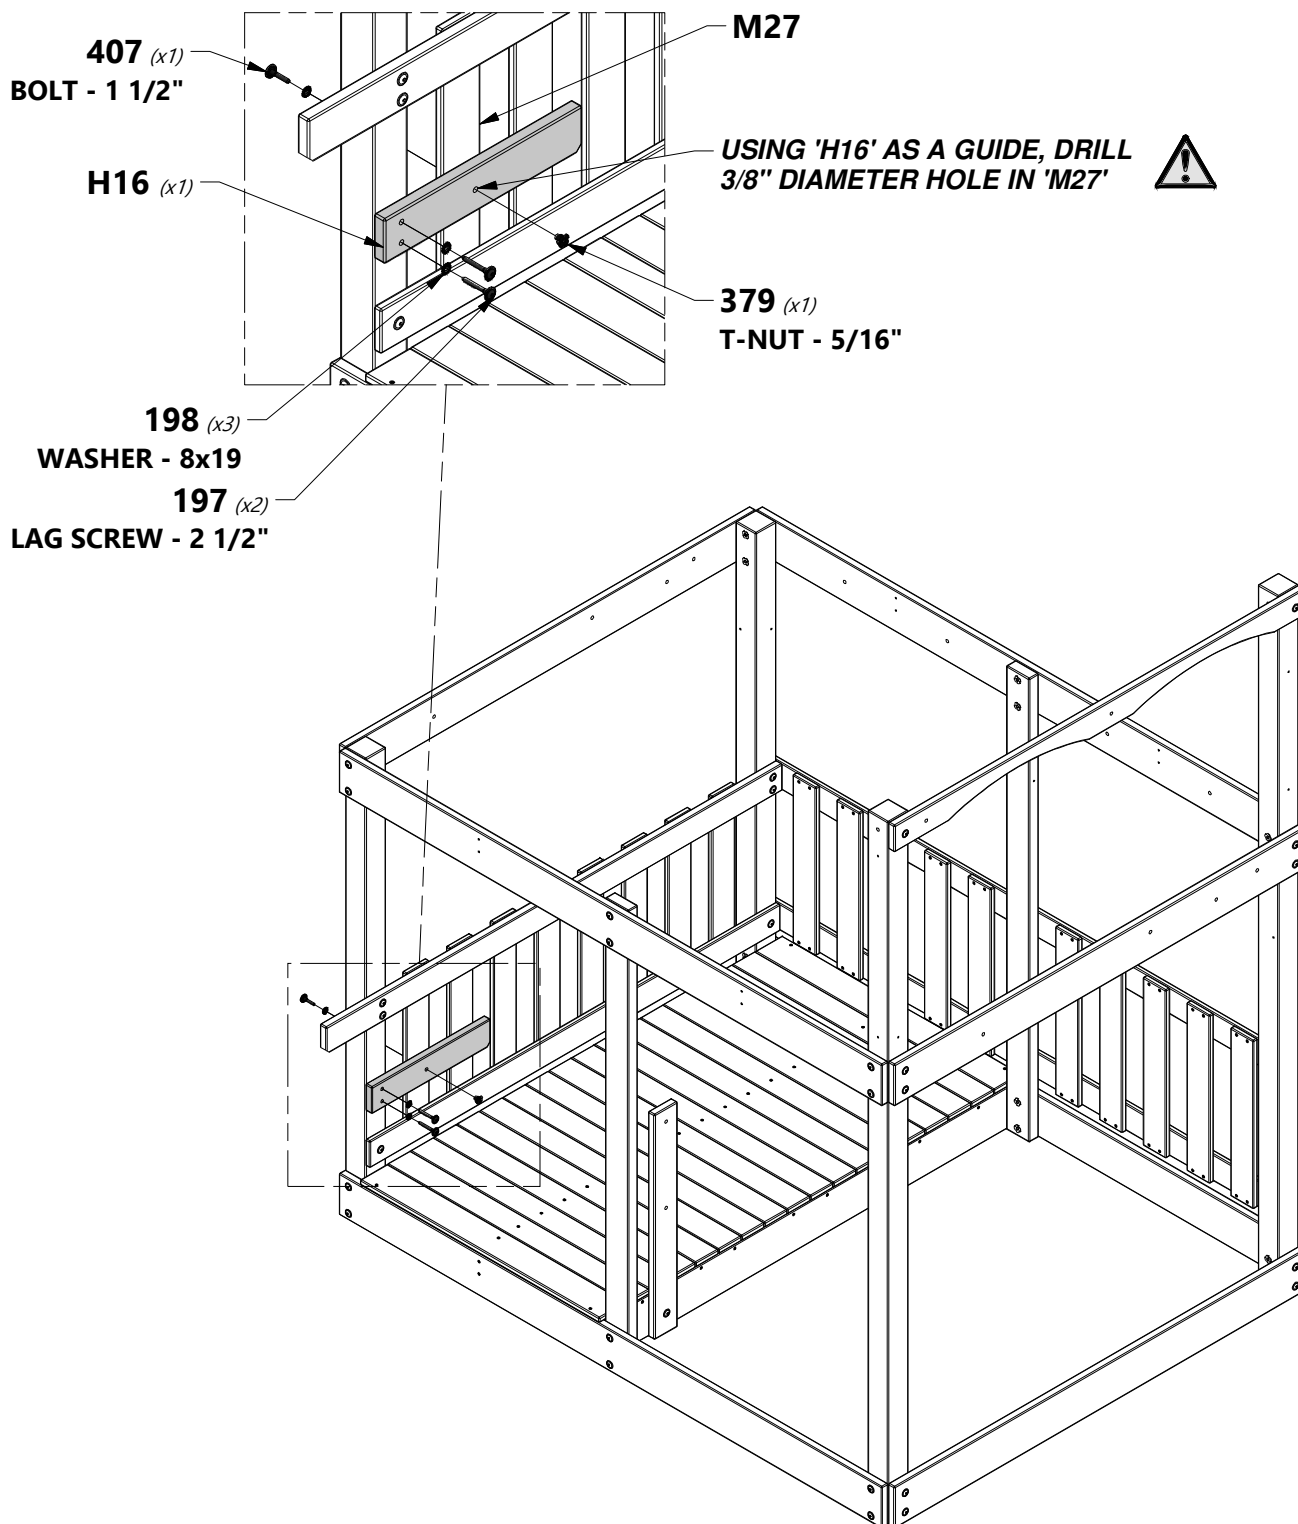 M27
407 (x1)
BOLT - 1 1/2"
USING 'H16' AS A GUIDE, DRILL
3/8" DIAMETER HOLE IN 'M27'
H16 (x1)
379 (x1)
T-NUT - 5/16"
198 (x3)
WASHER - 8x19
197 (x2)
LAG SCREW - 2 1/2"